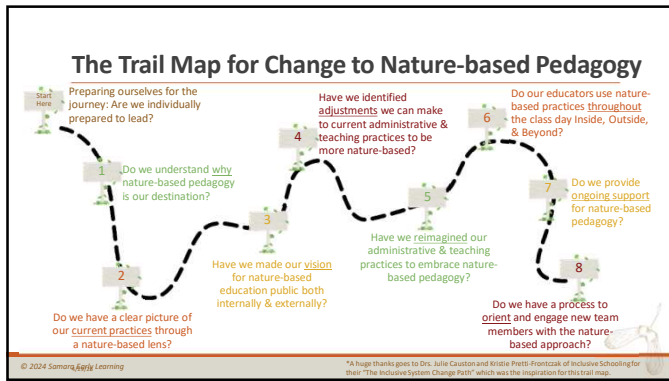 The Trail Map for Change to Nature-based Pedagogy
Start
Here
Preparing ourselves for the
journey: Are we individually
prepared to lead?
1
Do we understand why
nature-based pedagogy
is our destination?
2
Do we have a clear picture of
our current practices through
a nature-based lens?
3
Have we made our vision
for nature-based
education public both
internally & externally?
4
Have we identified
adjustments we can make
to current administrative &
teaching practices to be
more nature-based?
5
Have we reimagined our
administrative & teaching
practices to embrace nature-
based pedagogy?
6
Do our educators use nature-
based practices throughout
the class day Inside, Outside,
& Beyond?
7
Do we provide
ongoing support
for nature-based
pedagogy?
8
Do we have a process to
orient and engage new team
members with the nature-
based approach?
© 2024 Samara Early Learning
*A huge thanks goes to Drs. Julie Causton and Kristie Pretti-Frontczak of Inclusive Schooling for
their "The Inclusive System Change Path" which was the inspiration for this trail map.